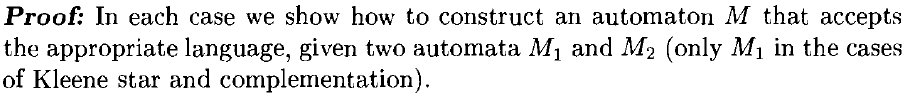 Proof: In each case we show how to construct an automaton M that accepts
the appropriate language, given two automata M₁ and M₂ (only M₁ in the cases
of Kleene star and complementation).